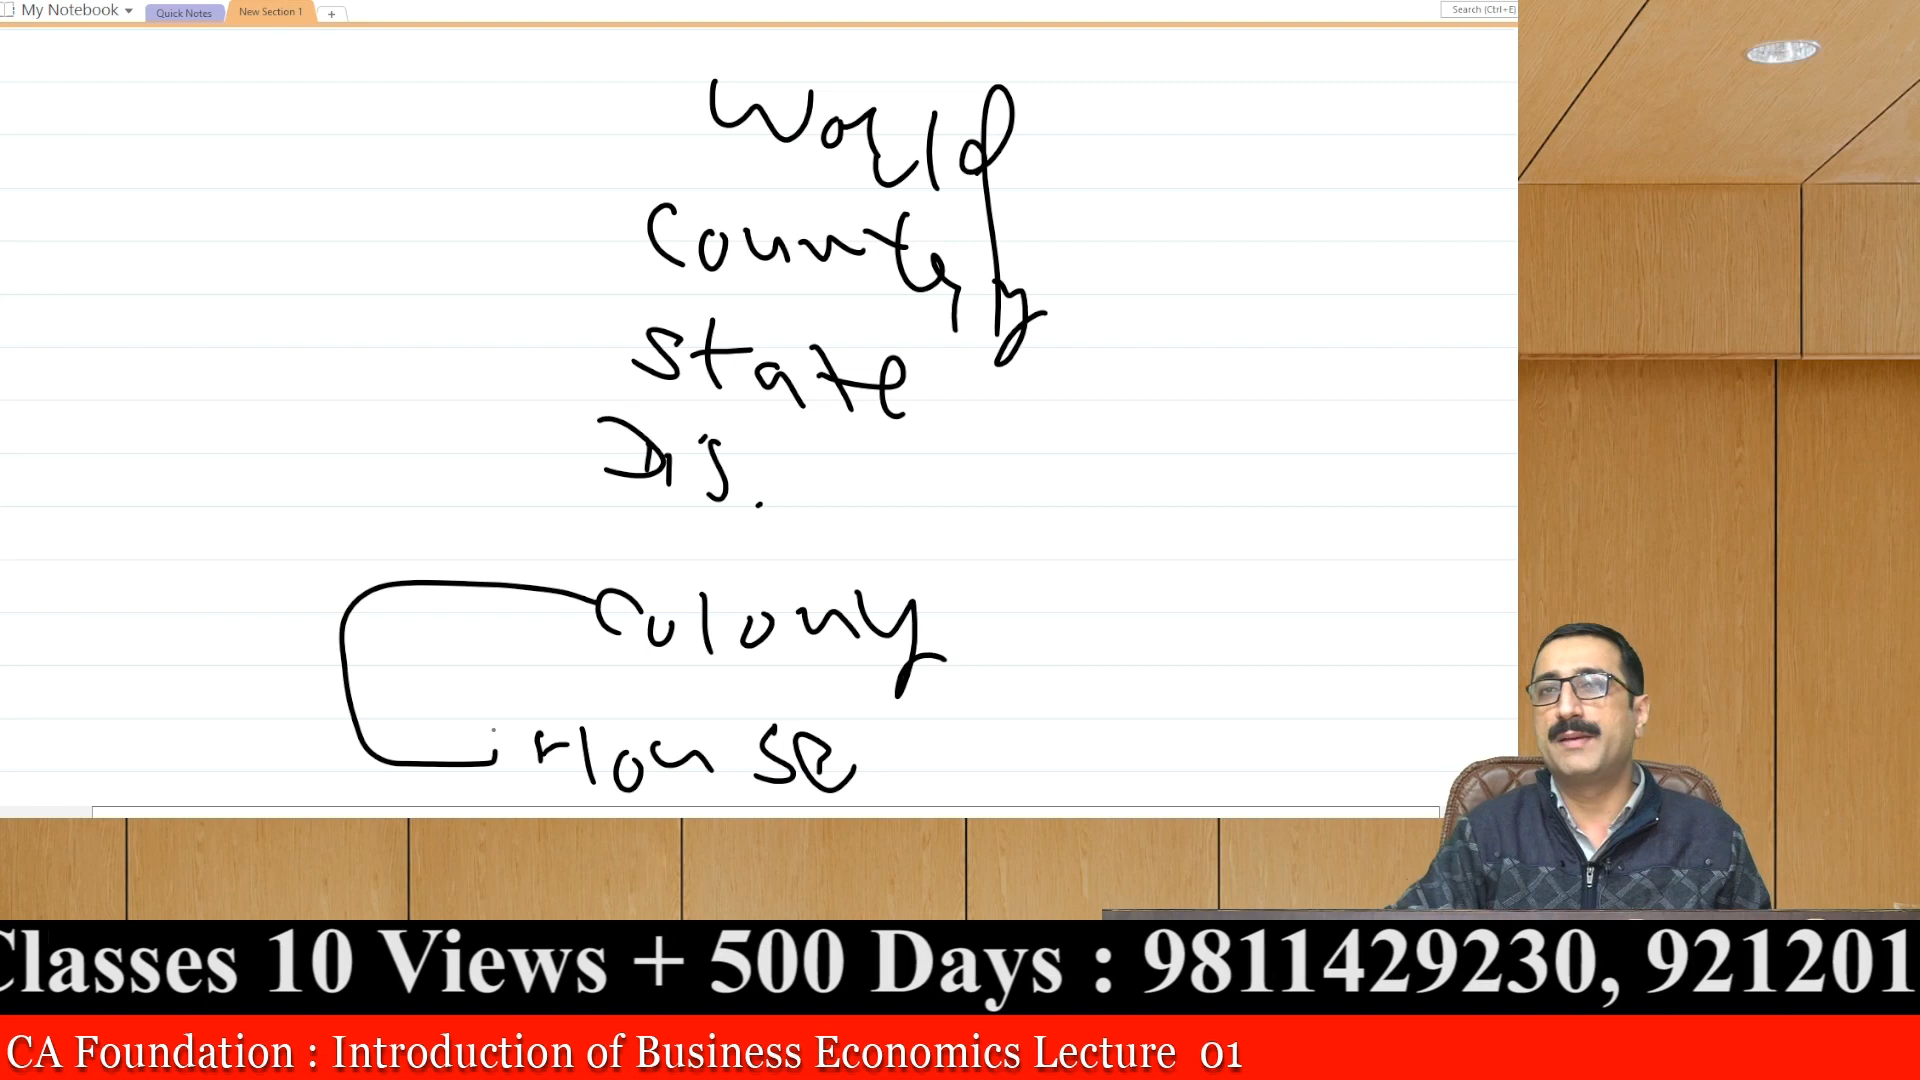 My Notebook
Quick Notes
New Section 1
+
Search (Ctrl+E)
World
Country
State
Dis.
Colony
House
Classes 10 Views + 500 Days : 9811429230, 921201
CA Foundation : Introduction of Business Economics Lecture 01